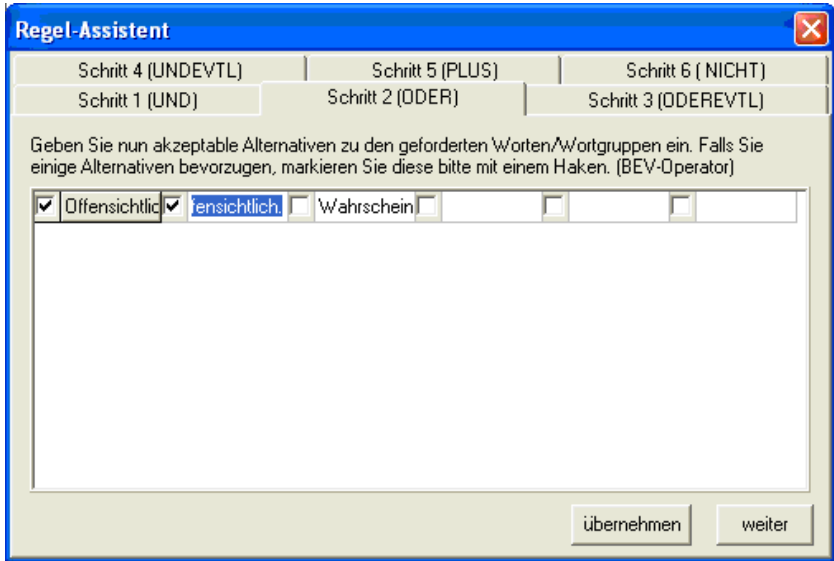 Regel-Assistent
Schritt 4 (UNDEVTL) Schritt 5 (PLUS) Schritt 6 ( NICHT)
Schritt 1 (UND) Schritt 2 (ODER) Schritt 3 (ODEREVTL)
Geben Sie nun akzeptable Alternativen zu den geforderten Worten/Wortgruppen ein. Falls Sie
einige Alternativen bevorzugen, markieren Sie diese bitte mit einem Haken. (BEV-Operator)
Offensichtlic fensichtlich. Wahrschein
übernehmen weiter